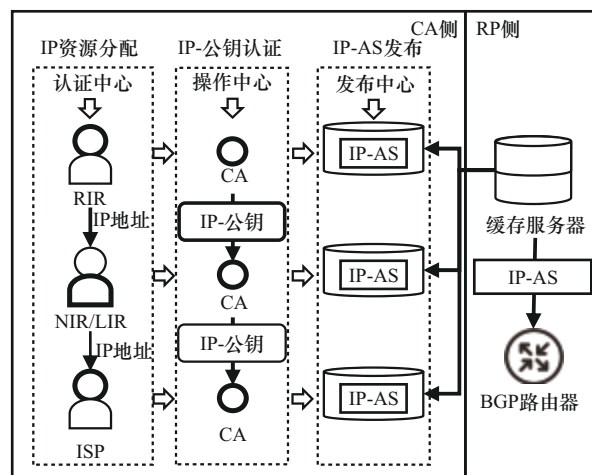 CA侧
RP侧
IP资源分配
IP-公钥认证
IP-AS发布
认证中心
操作中心
发布中心
RIR
CA
IP-AS
IP地址
IP-公钥
缓存服务器
NIR/LIR
CA
IP-AS
IP-AS
IP地址
IP-公钥
ISP
CA
IP-AS
BGP路由器